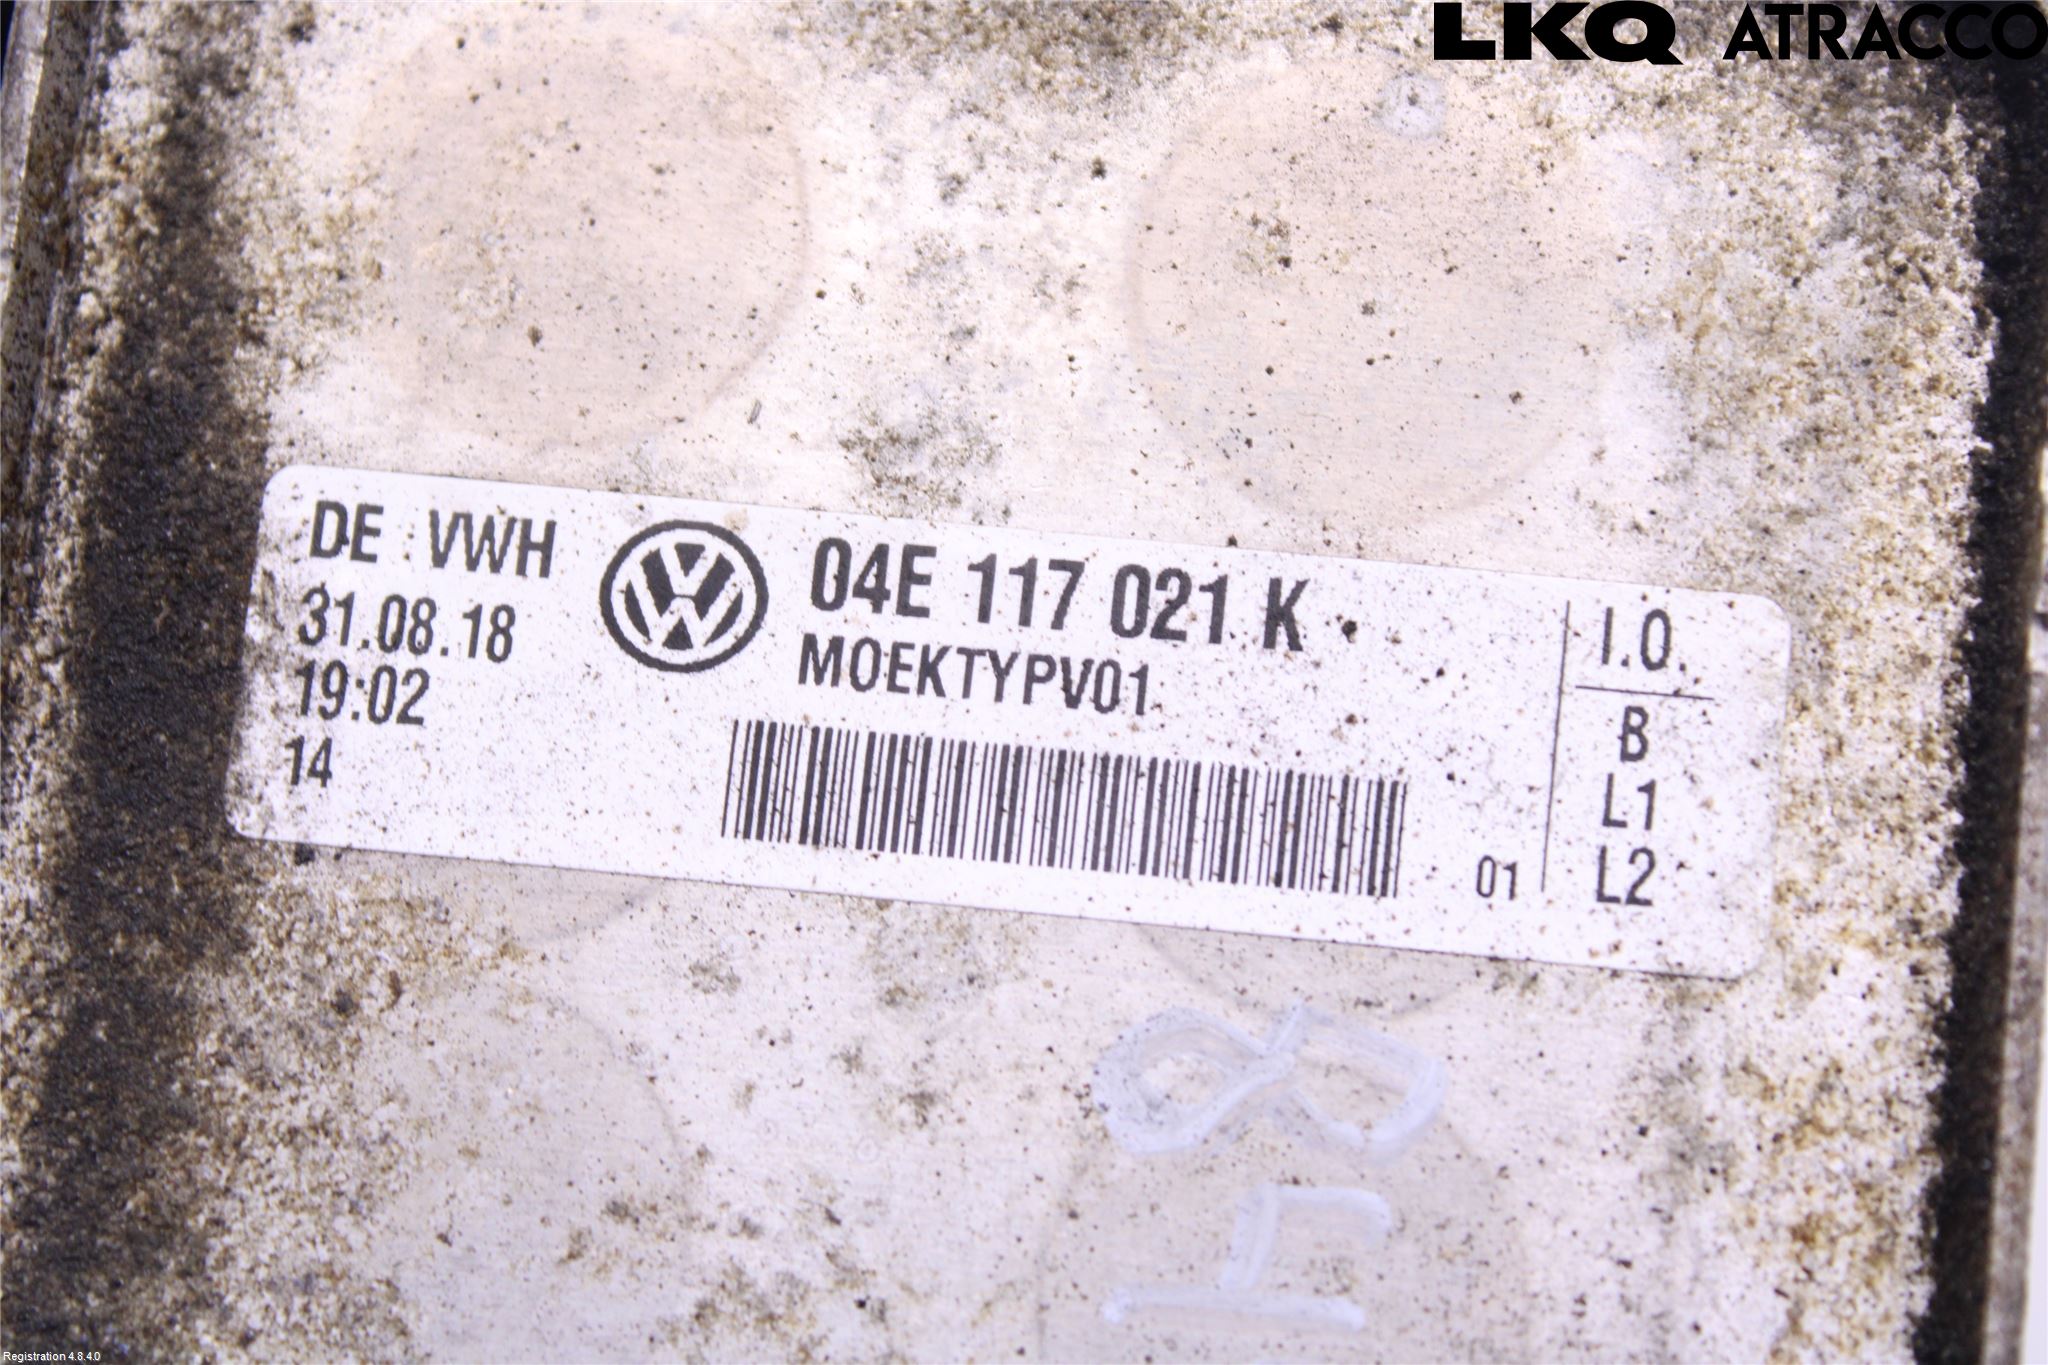 LKQ ATRACCO
DE VWH
31.08.18
19:02
14
04E 117 021 K
MOEKTYPV01
01
I.O.
B
L1
L2
Registration 4.8.4.0